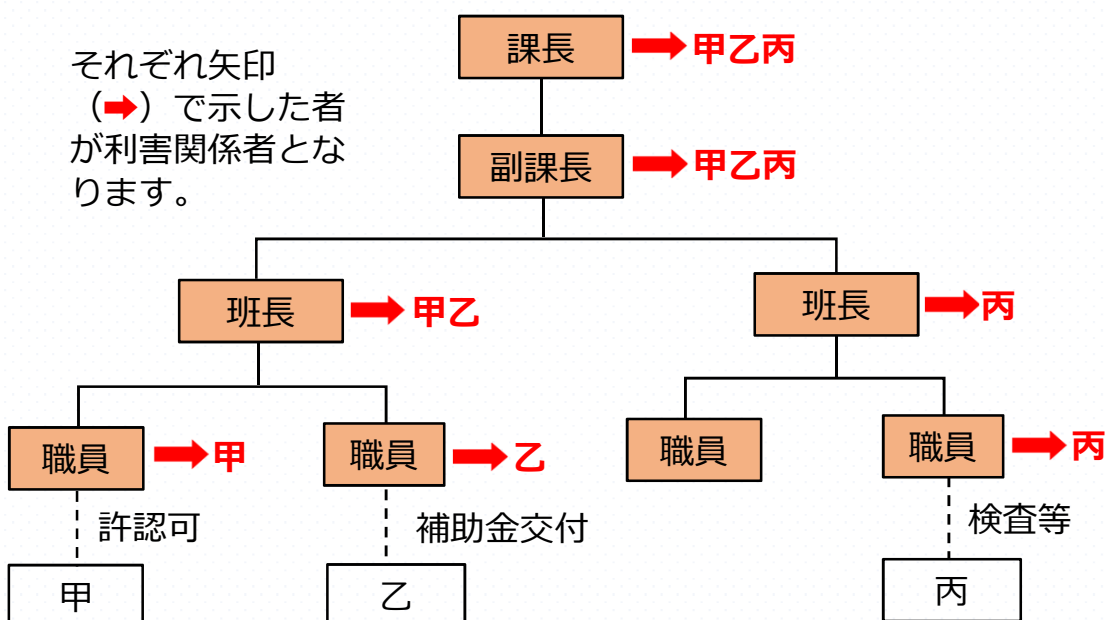 それぞれ矢印
（➡）で示した者
が利害関係者とな
ります。
課長 ➡ 甲乙丙
副課長 ➡ 甲乙丙
班長 ➡ 甲乙
班長 ➡ 丙
職員 ➡ 甲
職員 ➡ 乙
職員
職員 ➡ 丙
許認可
補助金交付
検査等
甲
乙
丙